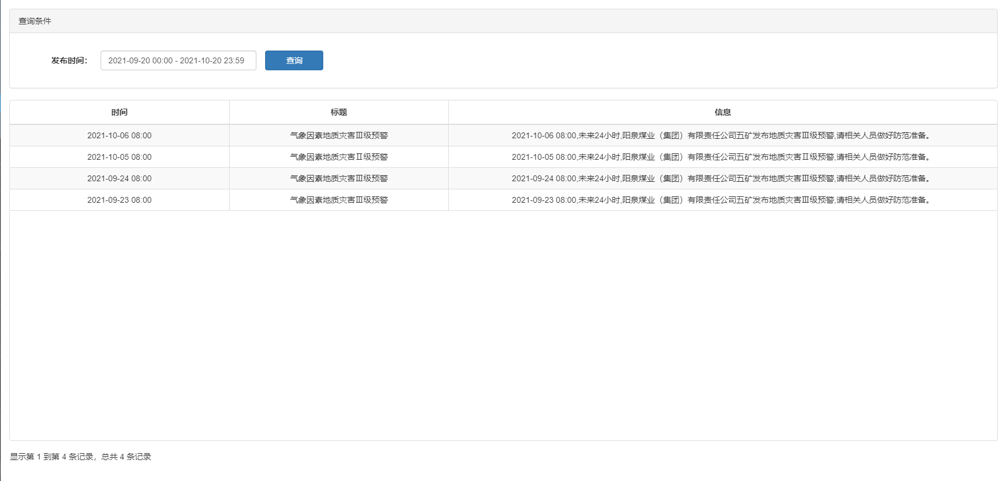 查询条件
发布时间: 2021-09-20 00:00 - 2021-10-20 23:59 查询
时间 标题 信息
2021-10-06 08:00 气象因素地质灾害Ⅲ级预警 2021-10-06 08:00,未来24小时,阳泉煤业（集团）有限责任公司五矿发布地质灾害Ⅲ级预警,请相关人员做好防范准备。
2021-10-05 08:00 气象因素地质灾害Ⅱ级预警 2021-10-05 08:00,未来24小时,阳泉煤业（集团）有限责任公司五矿发布地质灾害Ⅱ级预警,请相关人员做好防范准备。
2021-09-24 08:00 气象因素地质灾害Ⅲ级预警 2021-09-24 08:00,未来24小时,阳泉煤业（集团）有限责任公司五矿发布地质灾害Ⅲ级预警,请相关人员做好防范准备。
2021-09-23 08:00 气象因素地质灾害Ⅲ级预警 2021-09-23 08:00,未来24小时,阳泉煤业（集团）有限责任公司五矿发布地质灾害Ⅲ级预警,请相关人员做好防范准备。
显示第 1 到第 4 条记录，总共 4 条记录